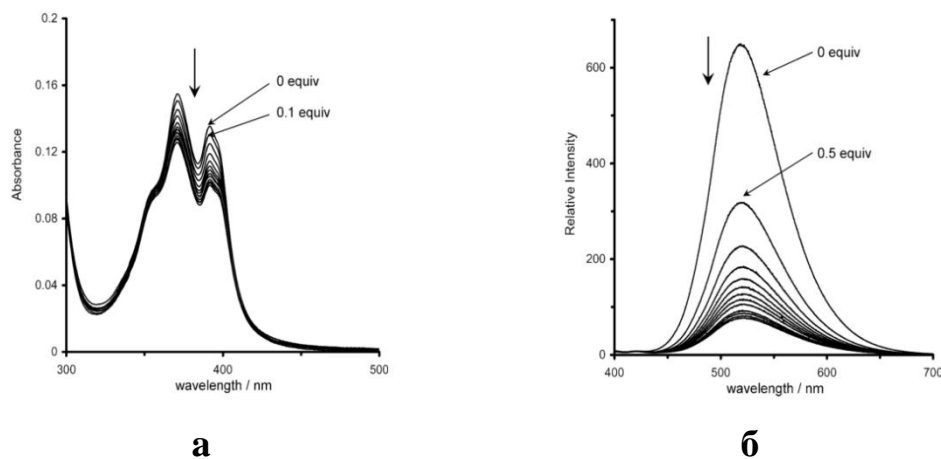 0.2
0.16
0.12
0.08
0.04
0
300
400
500
Absorbance
wavelength / nm
0 equiv
0.1 equiv
а
600
400
200
0
400
500
600
700
Relative Intensity
wavelength / nm
0 equiv
0.5 equiv
б